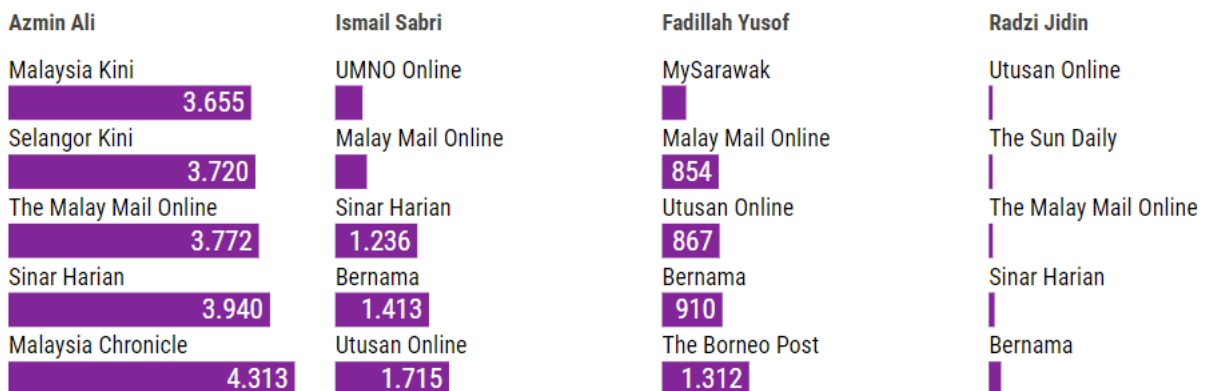 Azmin Ali
Malaysia Kini
3.655
Selangor Kini
3.720
The Malay Mail Online
3.772
Sinar Harian
3.940
Malaysia Chronicle
4.313
Ismail Sabri
UMNO Online
Malay Mail Online
Sinar Harian
1.236
Bernama
1.413
Utusan Online
1.715
Fadillah Yusof
MySarawak
Malay Mail Online
854
Utusan Online
867
Bernama
910
The Borneo Post
1.312
Radzi Jidin
Utusan Online
The Sun Daily
The Malay Mail Online
Sinar Harian
Bernama